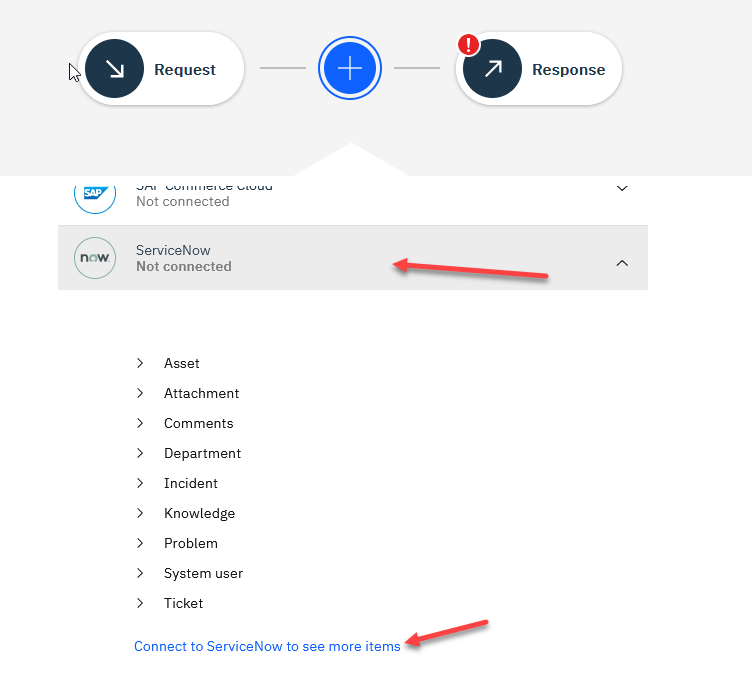 Request
Response
SAP
SAP Commerce Cloud
Not connected
now.
ServiceNow
Not connected
Asset
Attachment
Comments
Department
Incident
Knowledge
Problem
System user
Ticket
Connect to ServiceNow to see more items